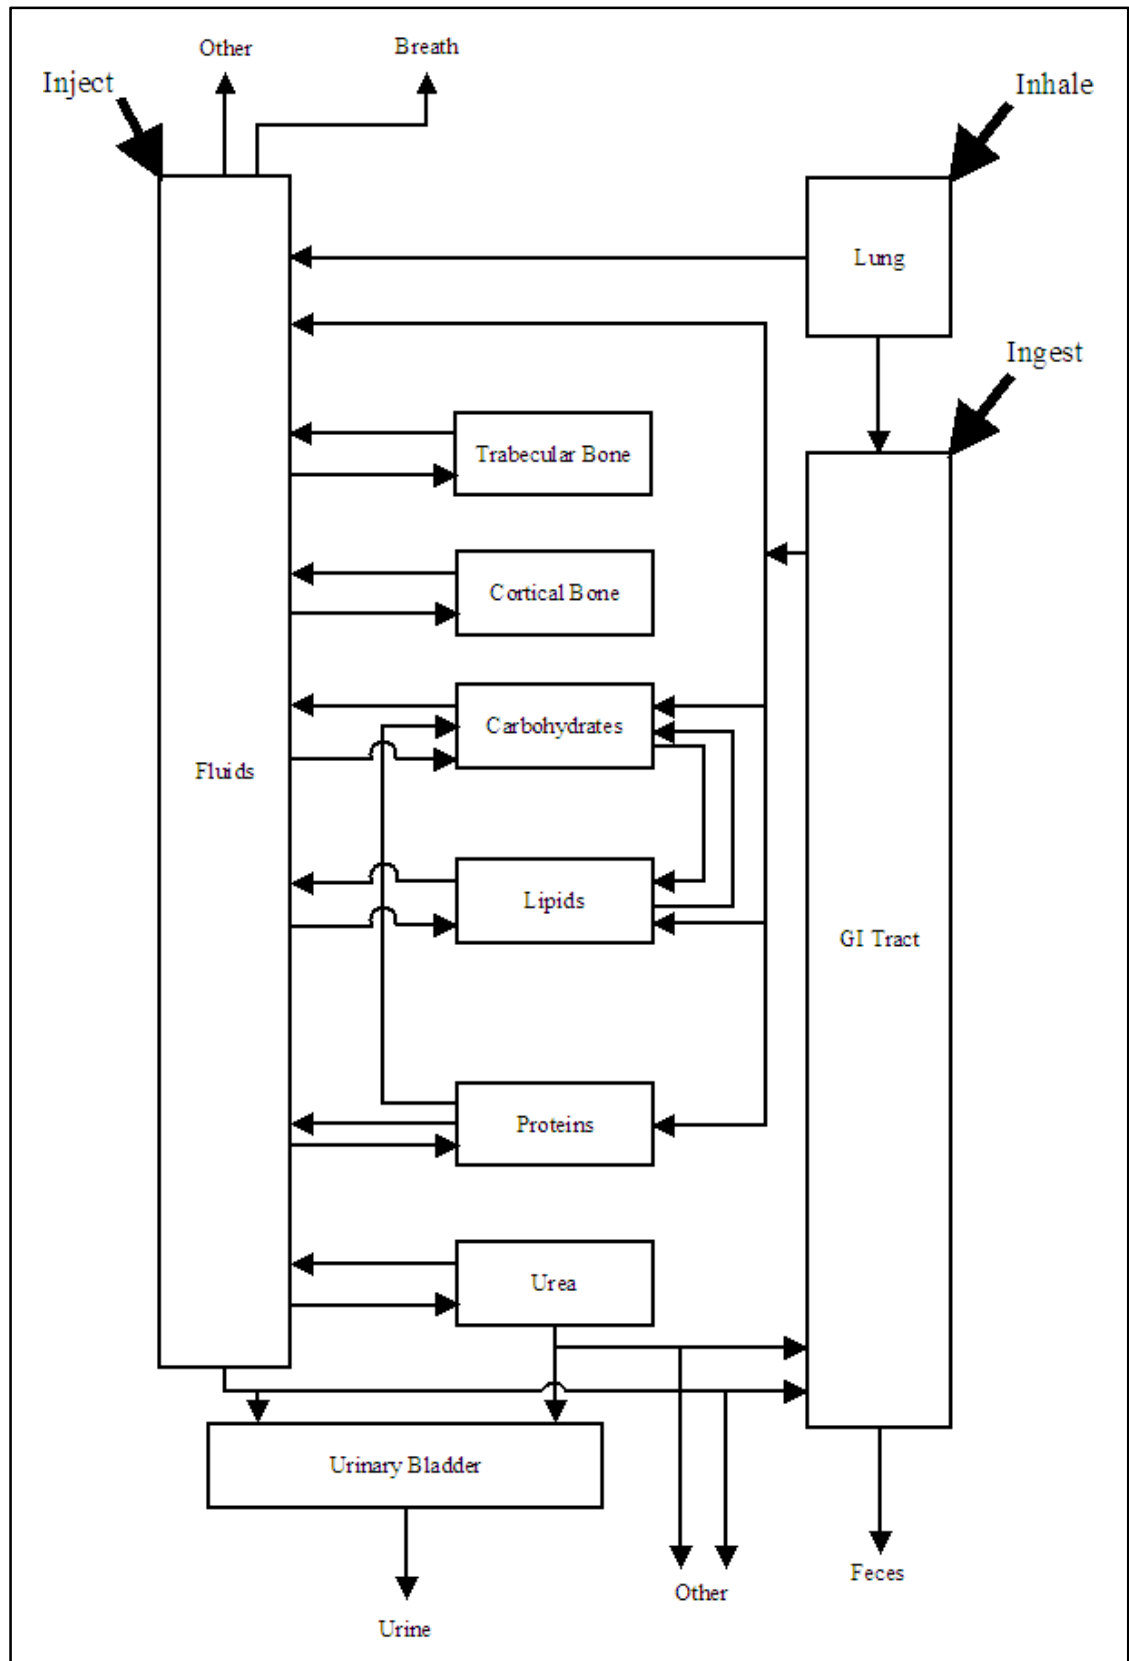 Other
Breath
Inject
Inhale
Lung
Ingest
Trabecular Bone
Cortical Bone
Carbohydrates
Fluids
Lipids
GI Tract
Proteins
Urea
Urinary Bladder
Other
Feces
Urine